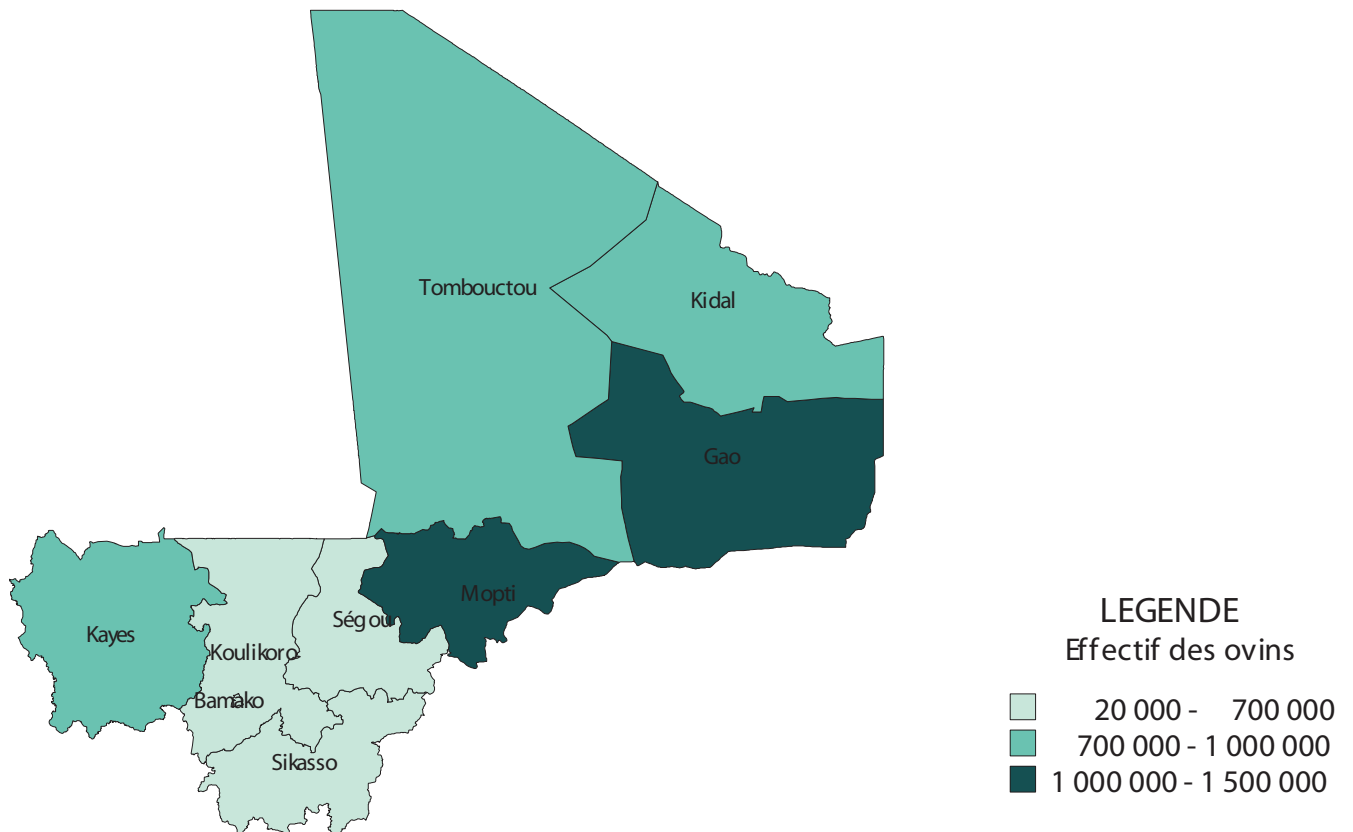 Tombouctou
Kidal
Gao
Mopti
Ségou
Kayes
Koulikoro
Bamako
Sikasso
LEGENDE
Effectif des ovins
20 000 - 700 000
700 000 - 1 000 000
1 000 000 - 1 500 000